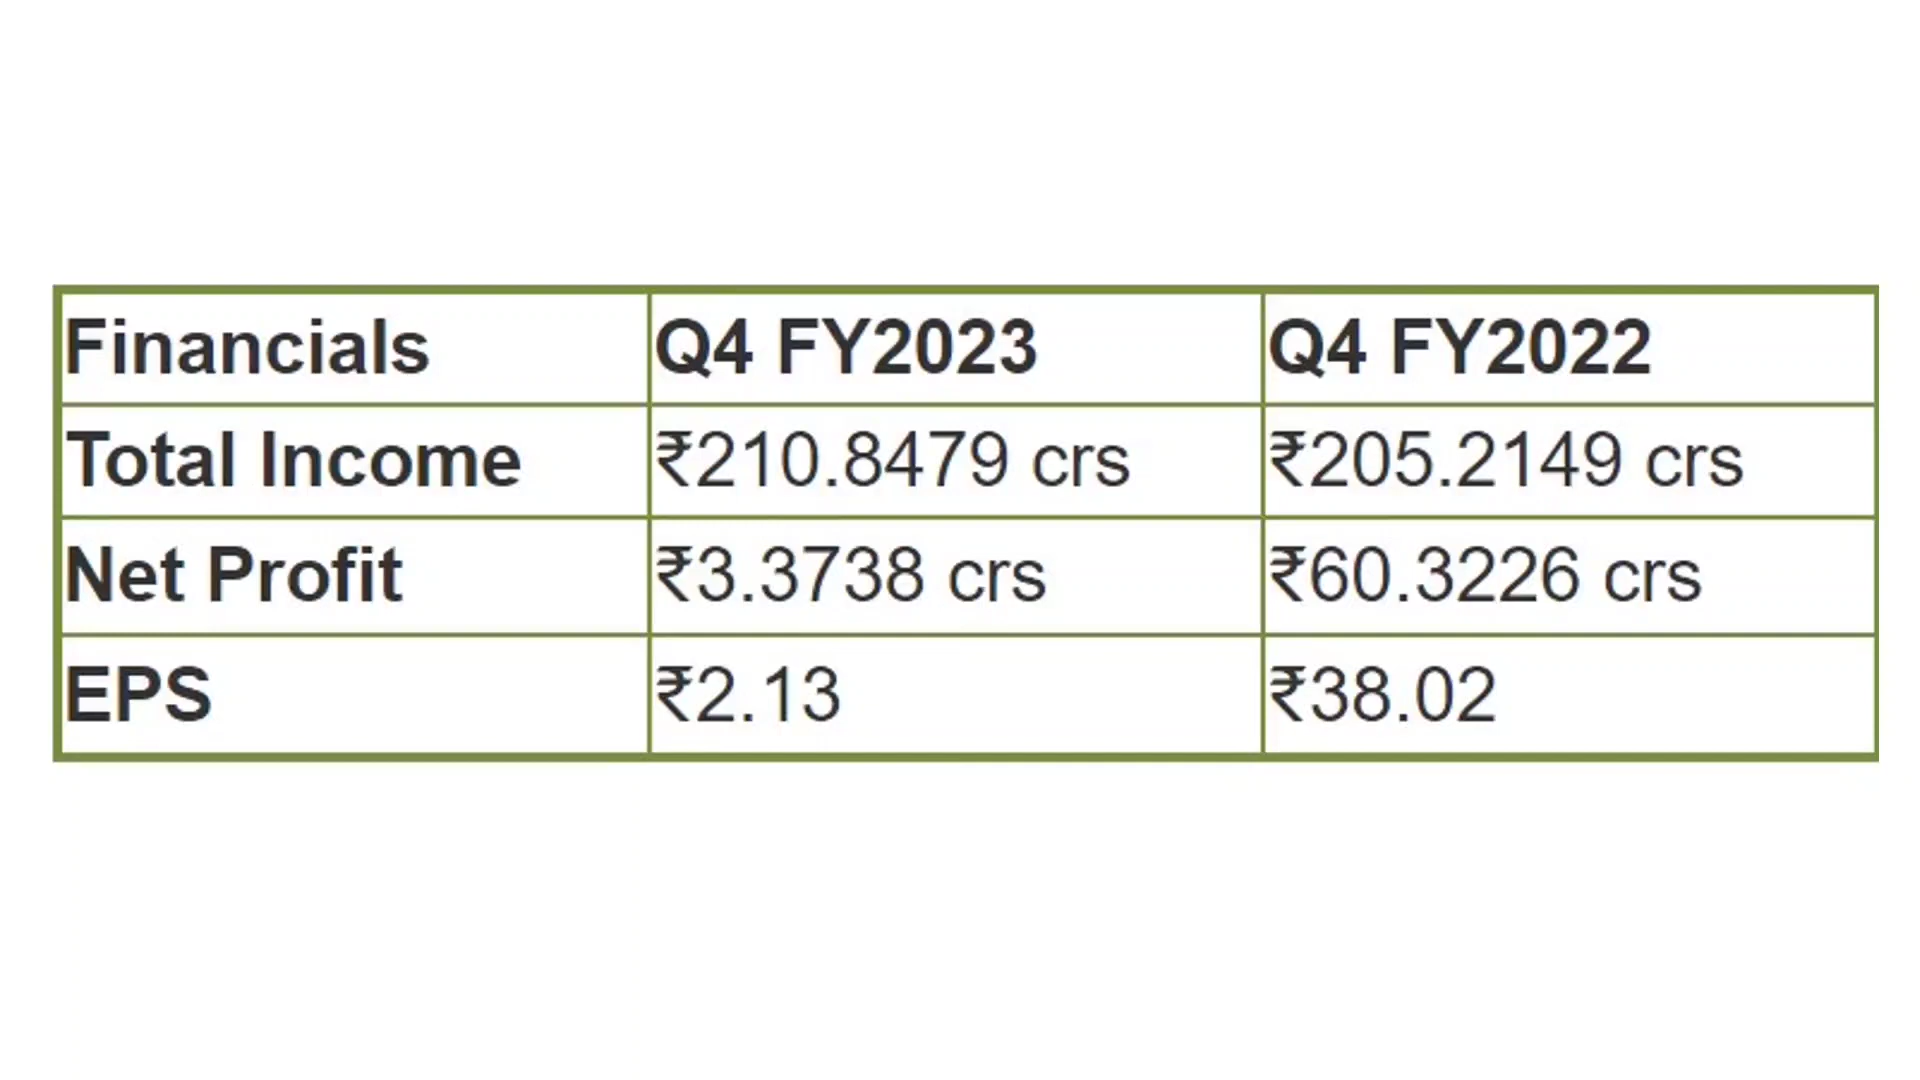 Financials Q4 FY2023 Q4 FY2022
Total Income ₹210.8479 crs ₹205.2149 crs
Net Profit ₹3.3738 crs ₹60.3226 crs
EPS ₹2.13 ₹38.02